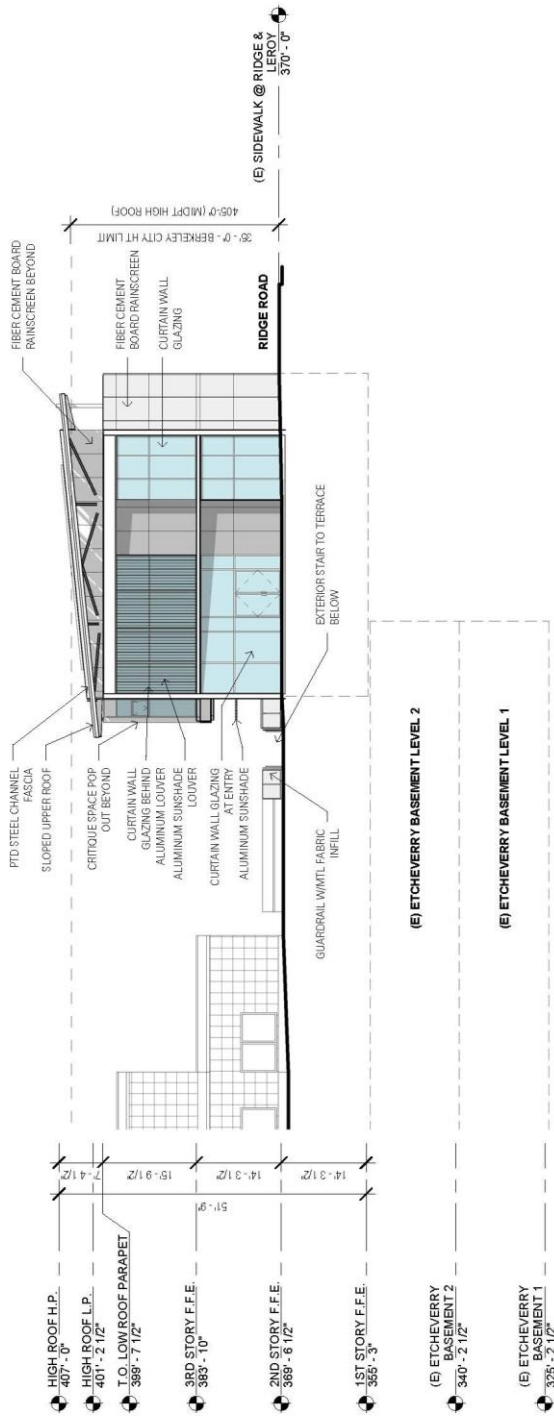 HIGH ROOF H.P.
407' - 0"
HIGH ROOF L.P.
401' - 2 1/2"
T.O. LOW ROOF PARAPET
399' - 7 1/2"
3RD STORY F.F.E.
383' - 10"
2ND STORY F.F.E.
369' - 6 1/2"
1ST STORY F.F.E.
355' - 3"
(E) ETCHEVERRY
BASEMENT 2
340' - 2 1/2"
(E) ETCHEVERRY
BASEMENT 1
325' - 2 1/2"
7' - 4 1/2"
15' - 9 1/2"
14' - 3 1/2"
14' - 3 1/2"
51' - 9"
PTD STEEL CHANNEL
FASCIA
SLOPED UPPER ROOF
CRITIQUE SPACE POP
OUT BEYOND
CURTAIN WALL
GLAZING BEHIND
ALUMINUM LOUVER
ALUMINUM SUNSHADE
LOUVER
CURTAIN WALL GLAZING
AT ENTRY
ALUMINUM SUNSHADE
GUARDRAIL W/MTL FABRIC
INFILL
EXTERIOR STAIR TO TERRACE
BELOW
(E) ETCHEVERRY BASEMENT LEVEL 2
(E) ETCHEVERRY BASEMENT LEVEL 1
FIBER CEMENT BOARD
RAINSCREEN BEYOND
FIBER CEMENT
BOARD RAINSCREEN
CURTAIN WALL
GLAZING
RIDGE ROAD
35' - 0" - BERKELEY CITY HT LIMIT
405'-0" (MIDPT HIGH ROOF)
(E) SIDEWALK @ RIDGE &
LEROY
370' - 0"